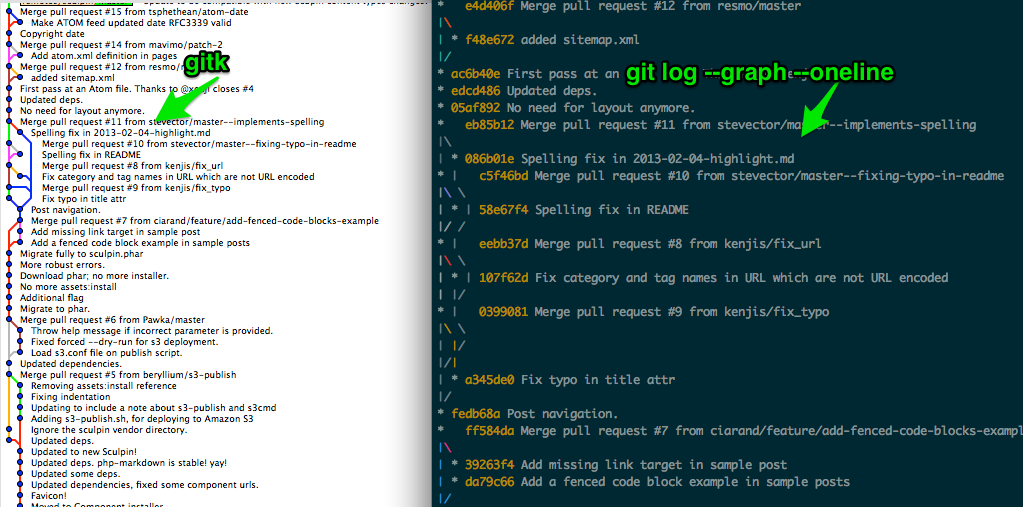 Merge pull request #15 from tsphethean/atom-date
Make ATOM feed updated date RFC3339 valid
Copyright date
Merge pull request #14 from mavimo/patch-2
Add atom.xml definition in pages
Merge pull request #12 from resmo/
added sitemap.xml
First pass at an Atom file. Thanks to closes #4
Updated deps.
No need for layout anymore.
Merge pull request #11 from stevector/master--implements-spelling
Spelling fix in 2013-02-04-highlight.md
Merge pull request #10 from stevector/master--fixing-typo-in-readme
Spelling fix in README
Merge pull request #8 from kenjis/fix_url
Fix category and tag names in URL which are not URL encoded
Merge pull request #9 from kenjis/fix_typo
Fix typo in title attr
Post navigation.
Merge pull request #7 from ciarand/feature/add-fenced-code-blocks-example
Add missing link target in sample post
Add a fenced code block example in sample posts
Migrate fully to sculpin.phar
More robust errors.
Download phar; no more installer.
No more assets:install
Additional flag
Migrate to phar.
Merge pull request #6 from Pawka/master
Throw help message if incorrect parameter is provided.
Fixed forced --dry-run for s3 deployment.
Load s3.conf file on publish script.
Updated dependencies.
Merge pull request #5 from beryllium/s3-publish
Removing assets:install reference
Fixing indentation
Updating to include a note about s3-publish and s3cmd
Adding s3-publish.sh, for deploying to Amazon S3
Ignore the sculpin vendor directory.
Updated deps.
Updated to new Sculpin!
Updated deps. php-markdown is stable! yay!
Updated some deps.
Updated dependencies, fixed some component urls.
Favicon!
Moved to Component installer
gitk
* e4d406f Merge pull request #12 from resmo/master
|\
| * f48e672 added sitemap.xml
|/
* ac6b40e First pass at an
* edcd486 Updated deps.
* 05af892 No need for layout anymore.
* eb85b12 Merge pull request #11 from stevector/master--implements-spelling
|\
| * 086b01e Spelling fix in 2013-02-04-highlight.md
* | c5f46bd Merge pull request #10 from stevector/master--fixing-typo-in-readme
|\ \
| * | 58e67f4 Spelling fix in README
|/ /
* | eebb37d Merge pull request #8 from kenjis/fix_url
|\ \
| * | 107f62d Fix category and tag names in URL which are not URL encoded
| |/
* | 0399081 Merge pull request #9 from kenjis/fix_typo
|\ \
| |/
|/|
| * a345de0 Fix typo in title attr
|/
* fedb68a Post navigation.
* ff584da Merge pull request #7 from ciarand/feature/add-fenced-code-blocks-exampl
|\
| * 39263f4 Add missing link target in sample post
| * da79c66 Add a fenced code block example in sample posts
|/
git log --graph--oneline